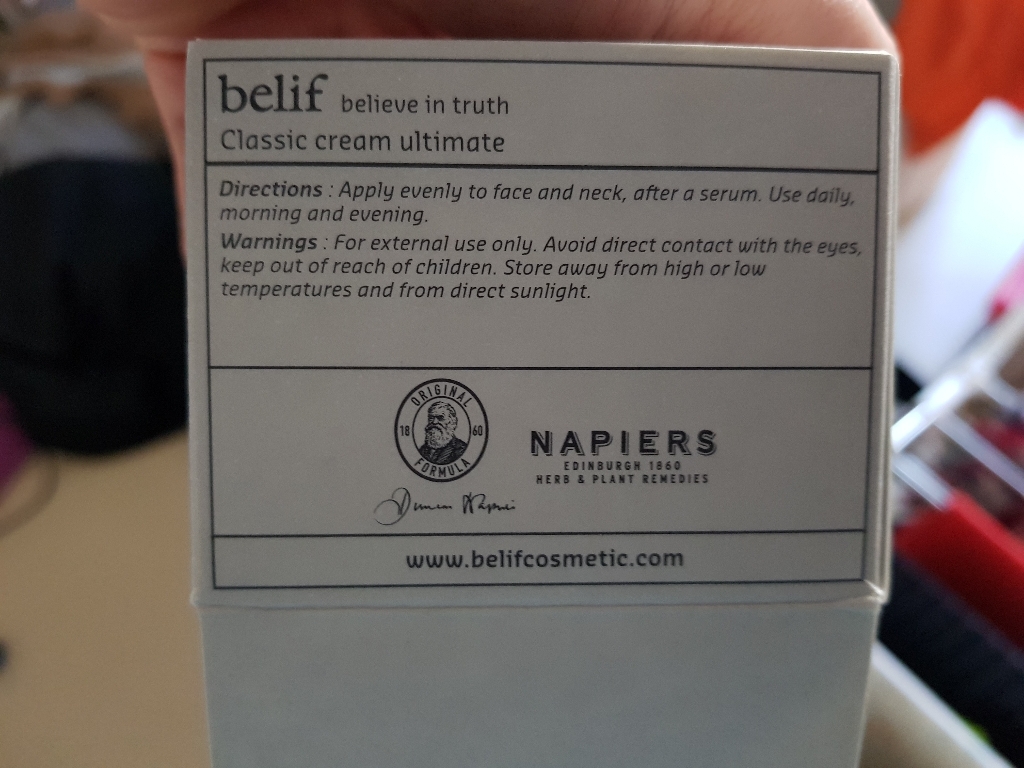 belif believe in truth
Classic cream ultimate
Directions : Apply evenly to face and neck, after a serum. Use daily,
morning and evening.
Warnings : For external use only. Avoid direct contact with the eyes,
keep out of reach of children. Store away from high or low
temperatures and from direct sunlight.
ORIGINAL
18 60
FORMULA
NAPIERS
EDINBURGH 1860
HERB & PLANT REMEDIES
Duncan Napier
www.belifcosmetic.com